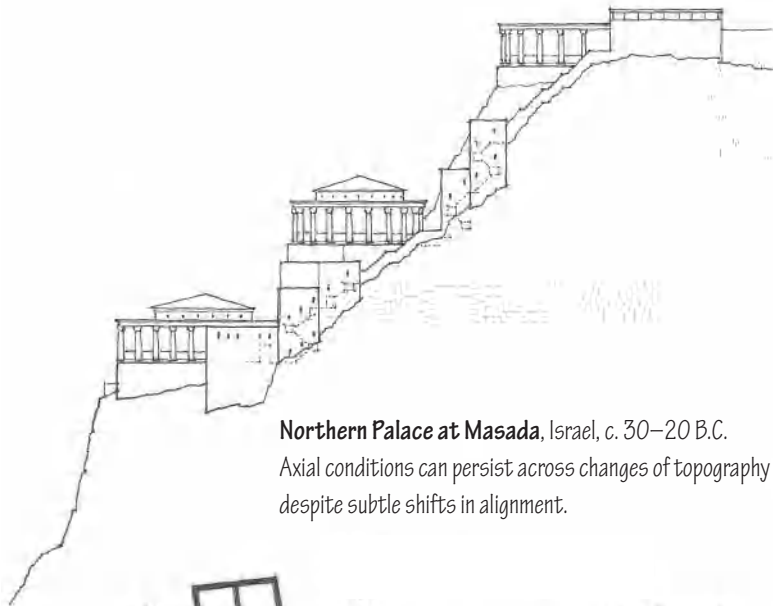 Northern Palace at Masada, Israel, c. 30–20 B.C.
Axial conditions can persist across changes of topography
despite subtle shifts in alignment.